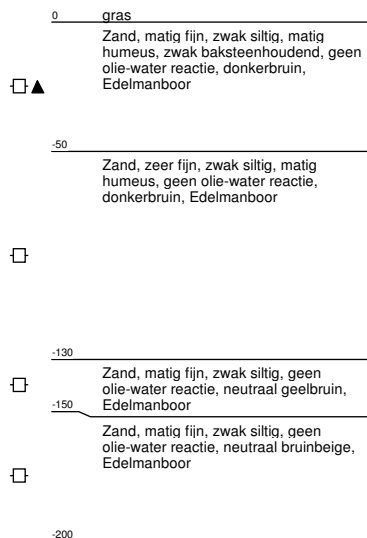 0 gras
Zand, matig fijn, zwak siltig, matig
humeus, zwak baksteenhoudend, geen
olie-water reactie, donkerbruin,
Edelmanboor
-50
Zand, zeer fijn, zwak siltig, matig
humeus, geen olie-water reactie,
donkerbruin, Edelmanboor
-130
Zand, matig fijn, zwak siltig, geen
olie-water reactie, neutraal geelbruin,
Edelmanboor
-150
Zand, matig fijn, zwak siltig, geen
olie-water reactie, neutraal bruinbeige,
Edelmanboor
-200